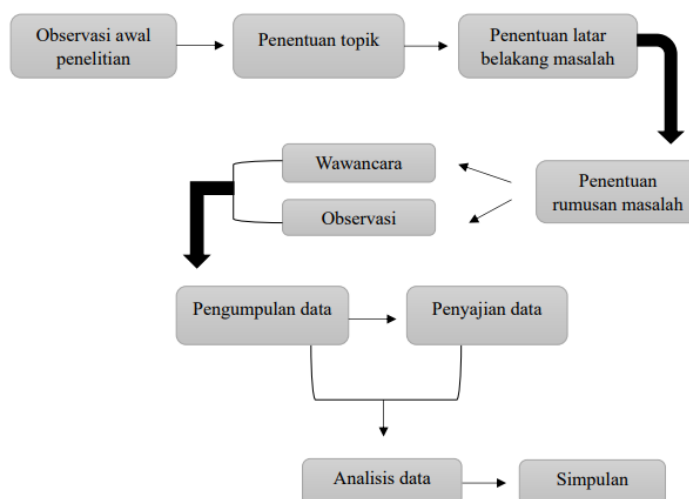 Observasi awal
penelitian
Penentuan topik
Penentuan latar
belakang masalah
Wawancara
Observasi
Penentuan
rumusan masalah
Pengumpulan data
Penyajian data
Analisis data
Simpulan